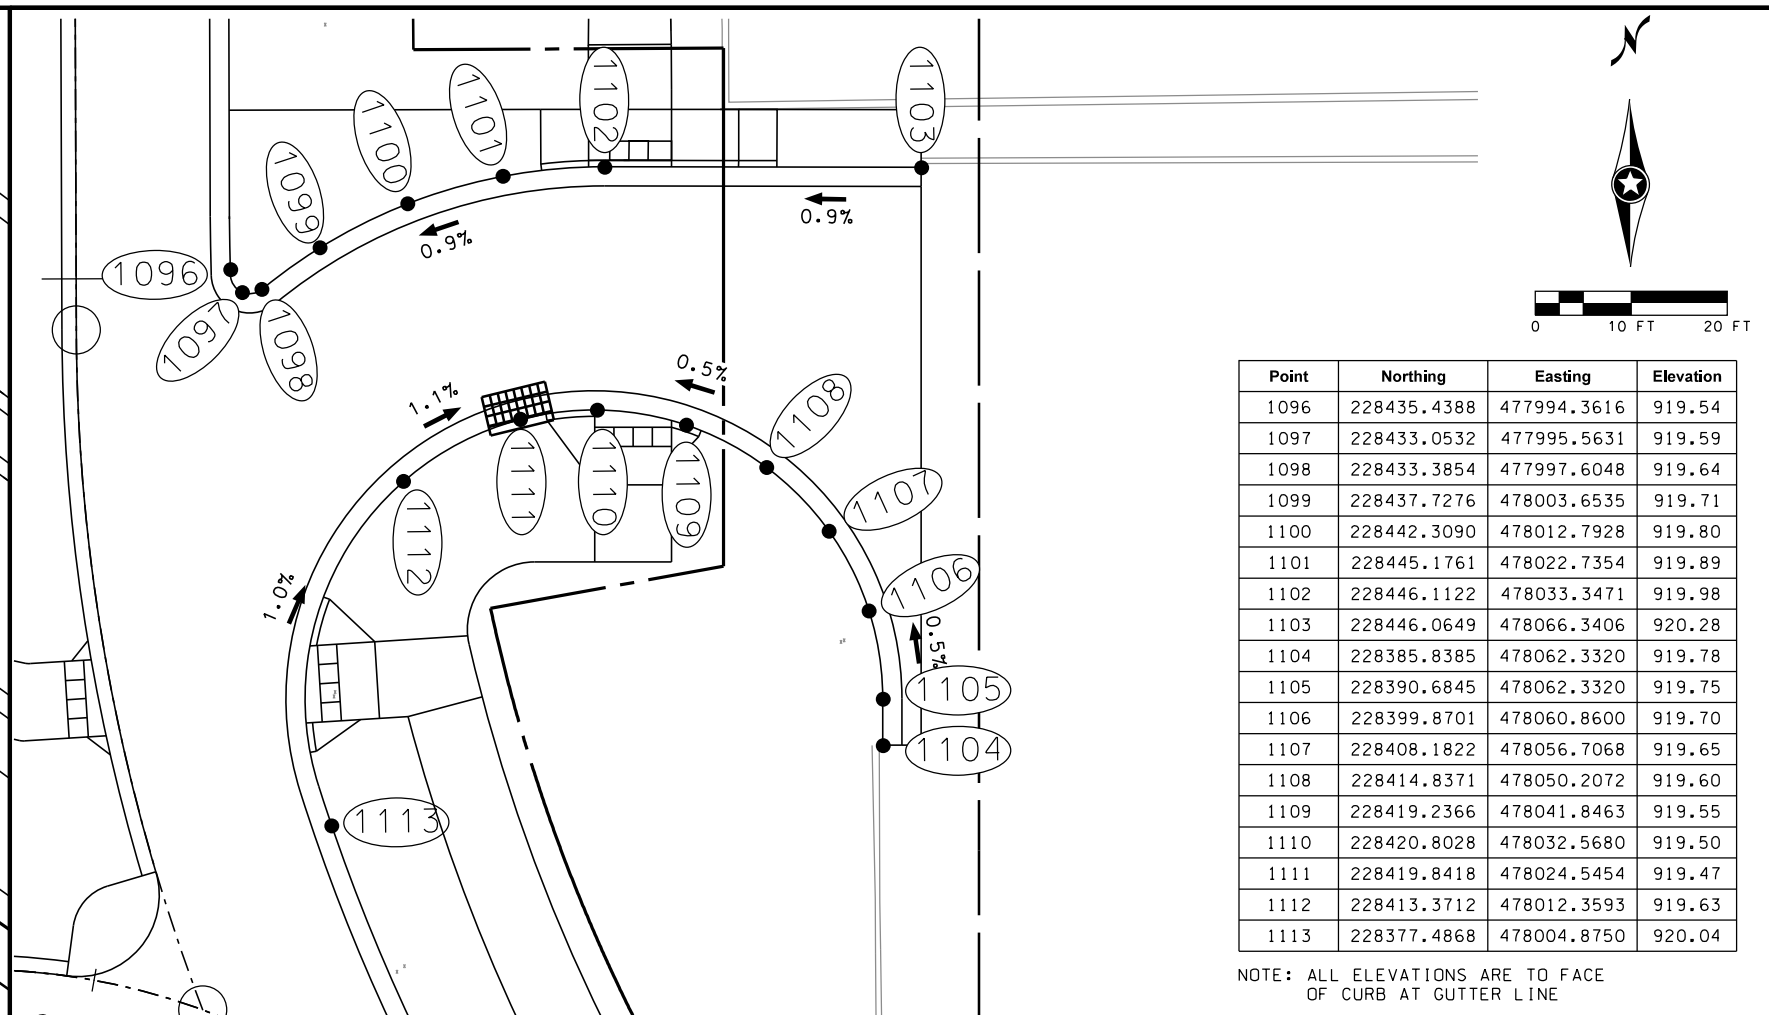 N
1102
1103
1101
1100
1099
0.9%
0.9%
1096
1097
1098
0 10 FT 20 FT
0.5%
1.1%
1108
1107
1111
1110
1109
1112
1106
1.0%
0.5%
1105
1104
1113
Point Northing Easting Elevation
1096 228435.4388 477994.3616 919.54
1097 228433.0532 477995.5631 919.59
1098 228433.3854 477997.6048 919.64
1099 228437.7276 478003.6535 919.71
1100 228442.3090 478012.7928 919.80
1101 228445.1761 478022.7354 919.89
1102 228446.1122 478033.3471 919.98
1103 228446.0649 478066.3406 920.28
1104 228385.8385 478062.3320 919.78
1105 228390.6845 478062.3320 919.75
1106 228399.8701 478060.8600 919.70
1107 228408.1822 478056.7068 919.65
1108 228414.8371 478050.2072 919.60
1109 228419.2366 478041.8463 919.55
1110 228420.8028 478032.5680 919.50
1111 228419.8418 478024.5454 919.47
1112 228413.3712 478012.3593 919.63
1113 228377.4868 478004.8750 920.04
NOTE: ALL ELEVATIONS ARE TO FACE
OF CURB AT GUTTER LINE